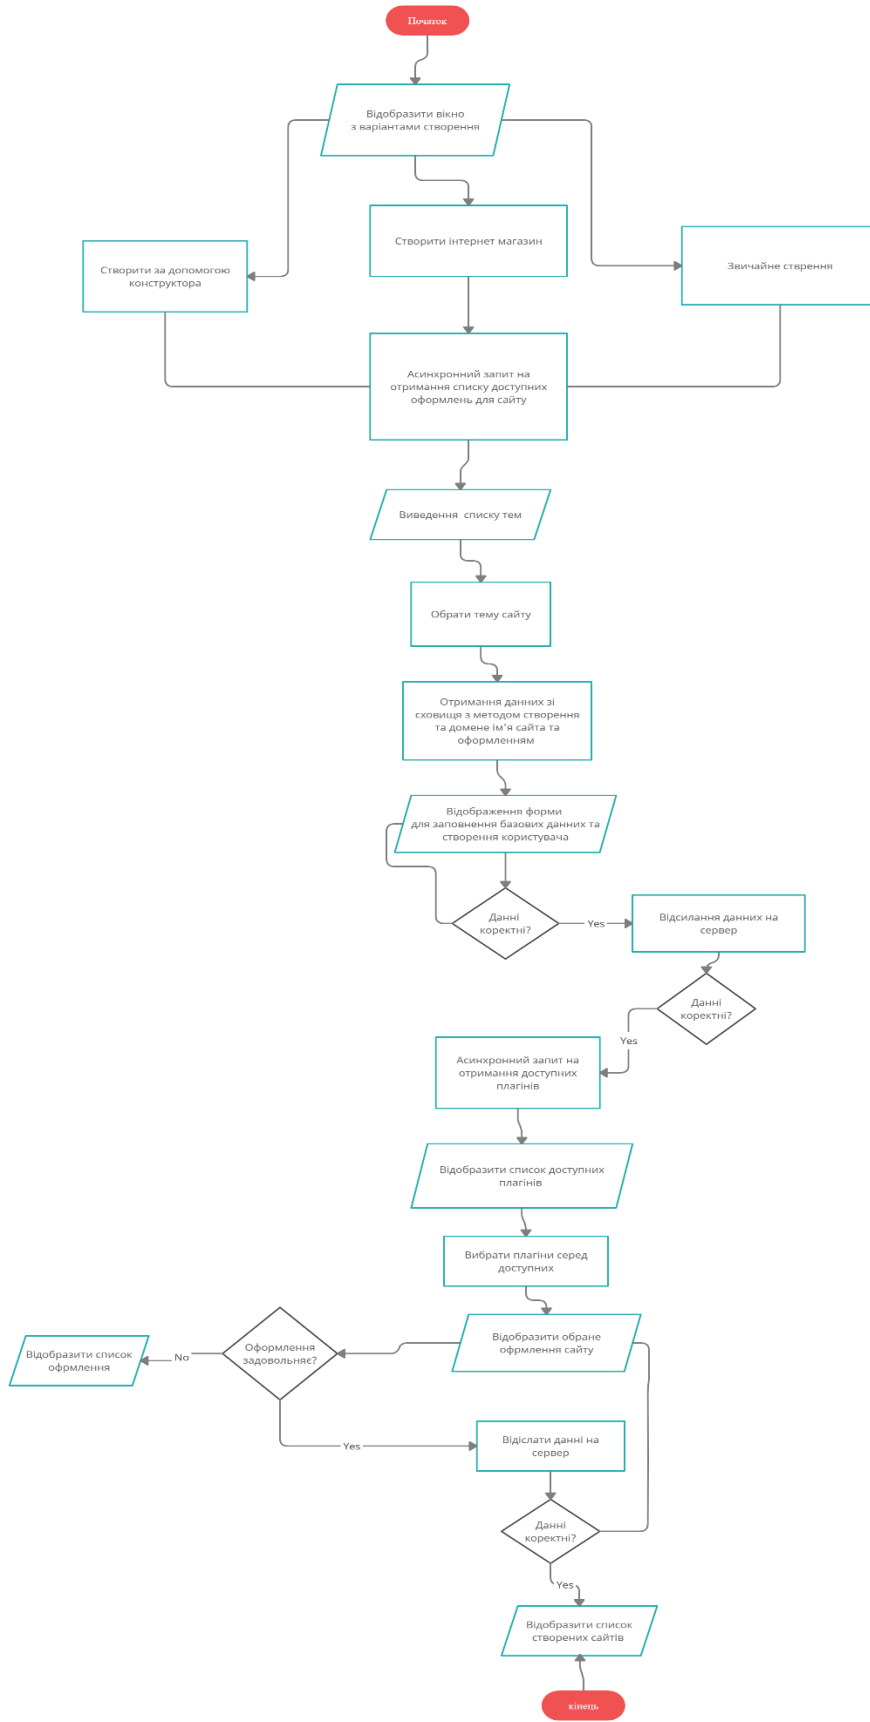 Початок
Відобразити вікно
з варіантами створення
Створити інтернет магазин
Створити за допомогою
конструктора
Звичайне стврення
Асинхронний запит на
отримання списку доступних
оформлень для сайту
Виведення списку тем
Обрати тему сайту
Отримання данних зі
сховища з методом створення
та домене ім'я сайта та
оформленням
Відображення форми
для заповнення базових данних та
створення користувача
Данні
коректні?
Yes
Відсилання данних на
сервер
Данні
коректні?
Yes
Асинхронний запит на
отримання доступних
плагінів
Відобразити список доступних
плагінів
Вибрати плагіни серед
доступних
Відобразити обране
офрмлення сайту
Оформлення
задовольняє?
No
Відобразити список
офрмлення
Yes
Відіслати данні на
сервер
Данні
коректні?
Yes
Відобразити список
створених сайтів
кінець